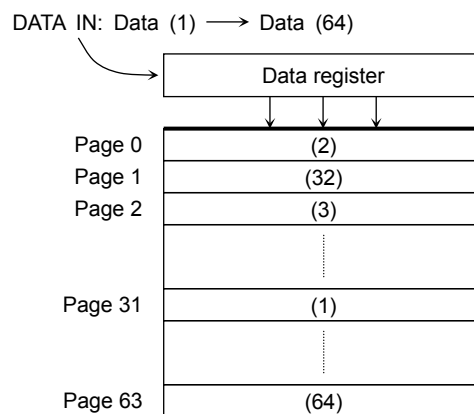 DATA IN: Data (1) → Data (64)
Data register
Page 0 (2)
Page 1 (32)
Page 2 (3)
Page 31 (1)
Page 63 (64)